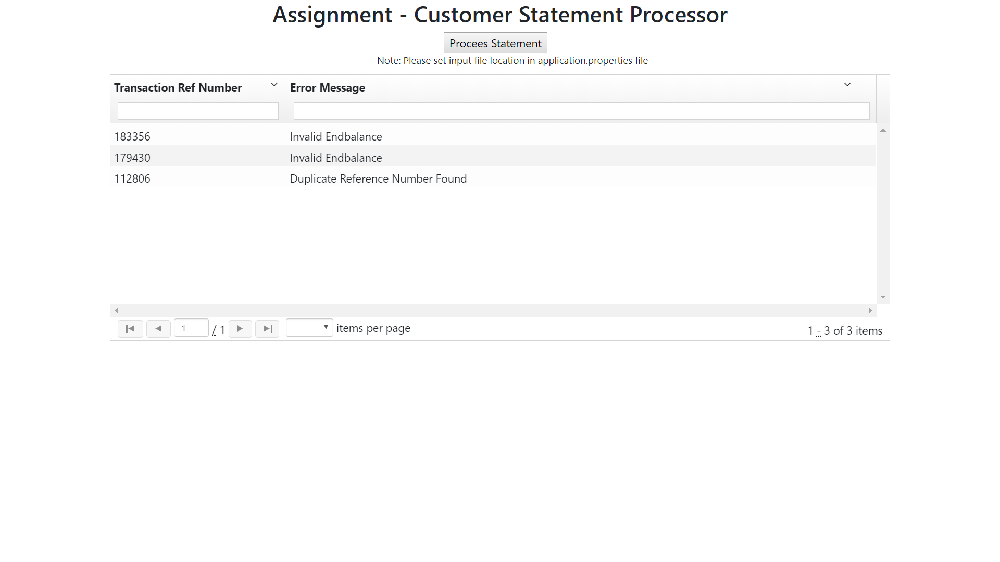 Assignment - Customer Statement Processor
Procees Statement
Note: Please set input file location in application.properties file
Transaction Ref Number Error Message
183356 Invalid Endbalance
179430 Invalid Endbalance
112806 Duplicate Reference Number Found
1 / 1 items per page 1 - 3 of 3 items